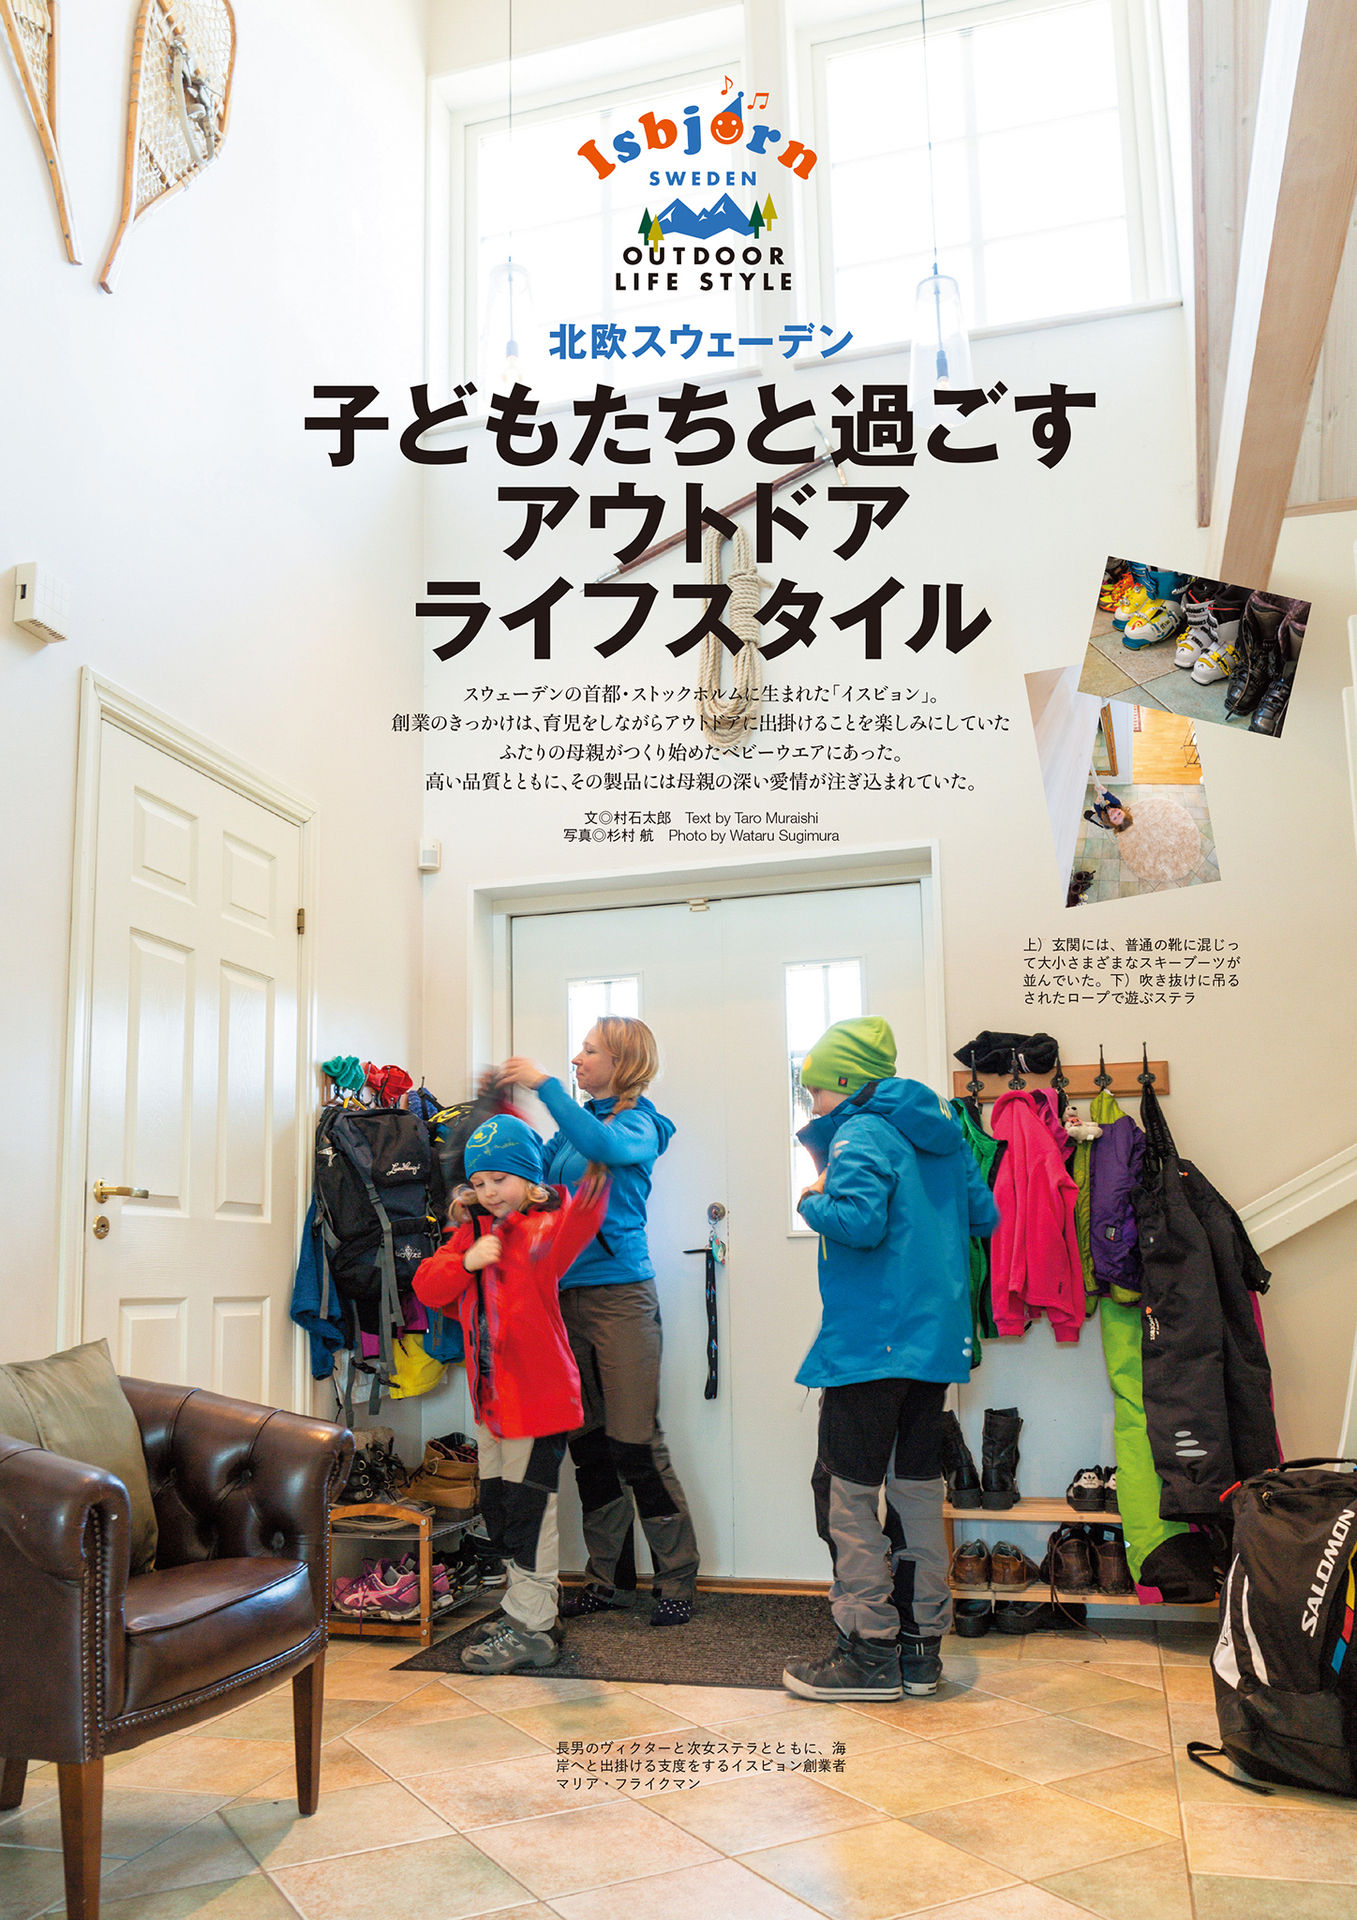 Isbjörn
SWEDEN
OUTDOOR
LIFE STYLE
北欧スウェーデン
子どもたちと過ごす
アウトドア
ライフスタイル
スウェーデンの首都・ストックホルムに生まれた「イスビョン」。
創業のきっかけは、育児をしながらアウトドアに出掛けることを楽しみにしていた
ふたりの母親がつくり始めたベビーウエアにあった。
高い品質とともに、その製品には母親の深い愛情が注ぎ込まれていた。
文◎村石太郎　Text by Taro Muraishi
写真◎杉村 航　Photo by Wataru Sugimura
上）玄関には、普通の靴に混じっ
て大小さまざまなスキーブーツが
並んでいた。下）吹き抜けに吊る
されたロープで遊ぶステラ
SALOMON
長男のヴィクターと次女ステラとともに、海
岸へと出掛ける支度をするイスビョン創業者
マリア・フライクマン